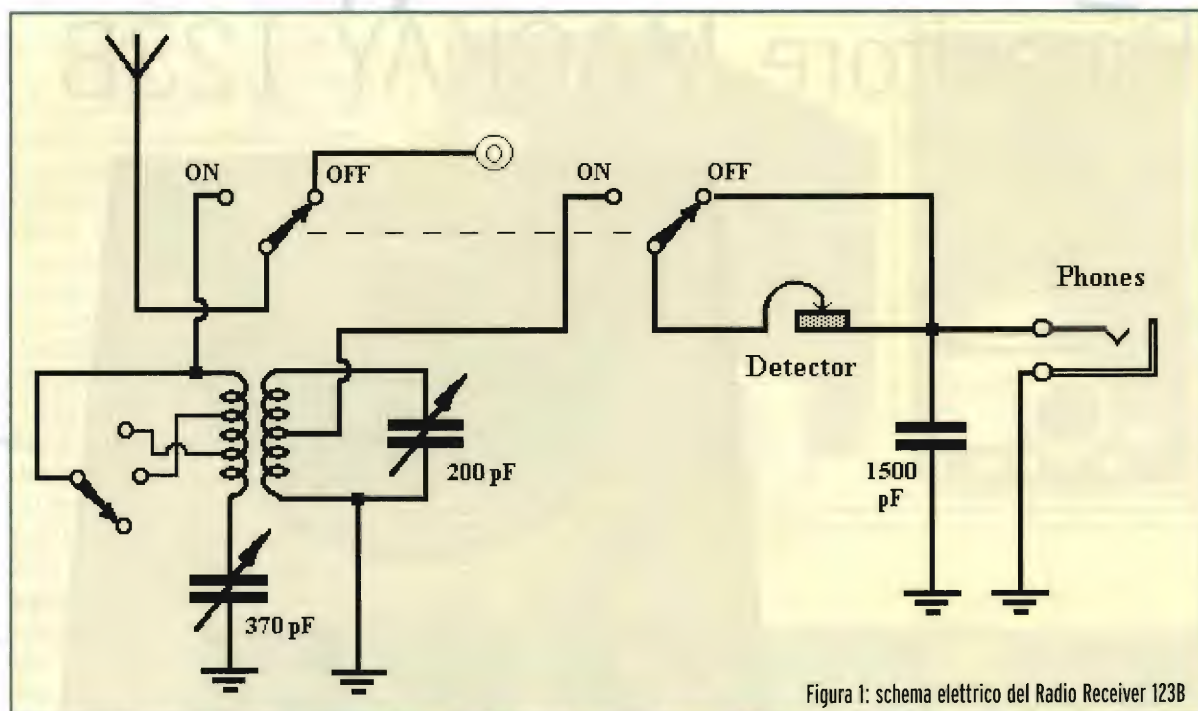 ON
OFF
ON
OFF
Phones
Detector
200 pF
1500
pF
370 pF
Figura 1: schema elettrico del Radio Receiver 123B